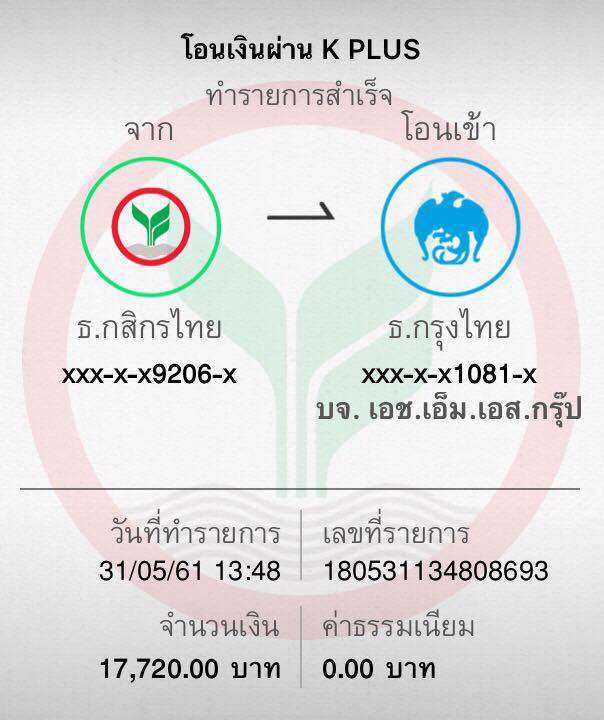 โอนเงินผ่าน K PLUS
ทำรายการสำเร็จ
จาก
โอนเข้า
ธ.กสิกรไทย
ธ.กรุงไทย
xxx-x-x9206-x
xxx-x-x1081-x
บจ. เอช.เอ็ม.เอส.กรุ๊ป
วันที่ทำรายการ
เลขที่รายการ
31/05/61 13:48
180531134808693
จำนวนเงิน
ค่าธรรมเนียม
17,720.00 บาท
0.00 บาท